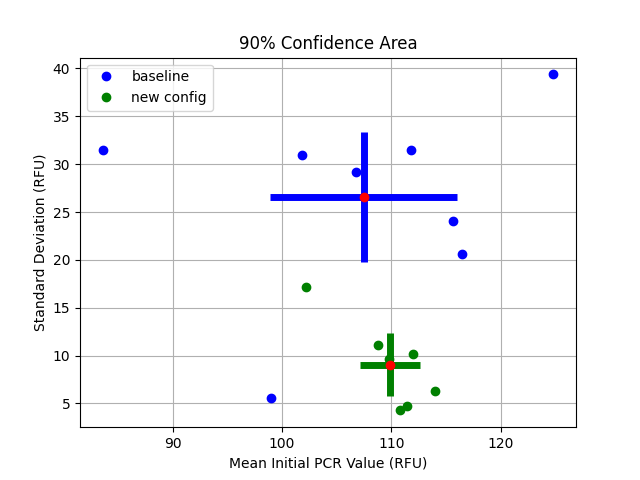 90% Confidence Area
baseline
new config
40
35
30
25
20
15
10
5
Standard Deviation (RFU)
90
100
110
120
Mean Initial PCR Value (RFU)